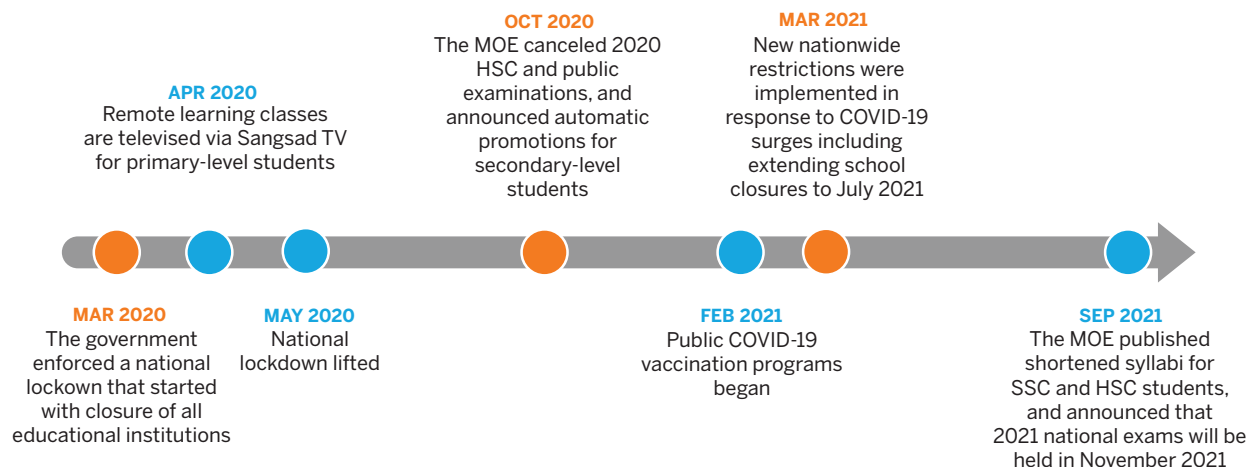 MAR 2020
The government
enforced a national
lockown that started
with closure of all
educational institutions
APR 2020
Remote learning classes
are televised via Sangsad TV
for primary-level students
MAY 2020
National
lockdown lifted
OCT 2020
The MOE canceled 2020
HSC and public
examinations, and
announced automatic
promotions for
secondary-level
students
FEB 2021
Public COVID-19
vaccination programs
began
MAR 2021
New nationwide
restrictions were
implemented in
response to COVID-19
surges including
extending school
closures to July 2021
SEP 2021
The MOE published
shortened syllabi for
SSC and HSC students,
and announced that
2021 national exams will be
held in November 2021